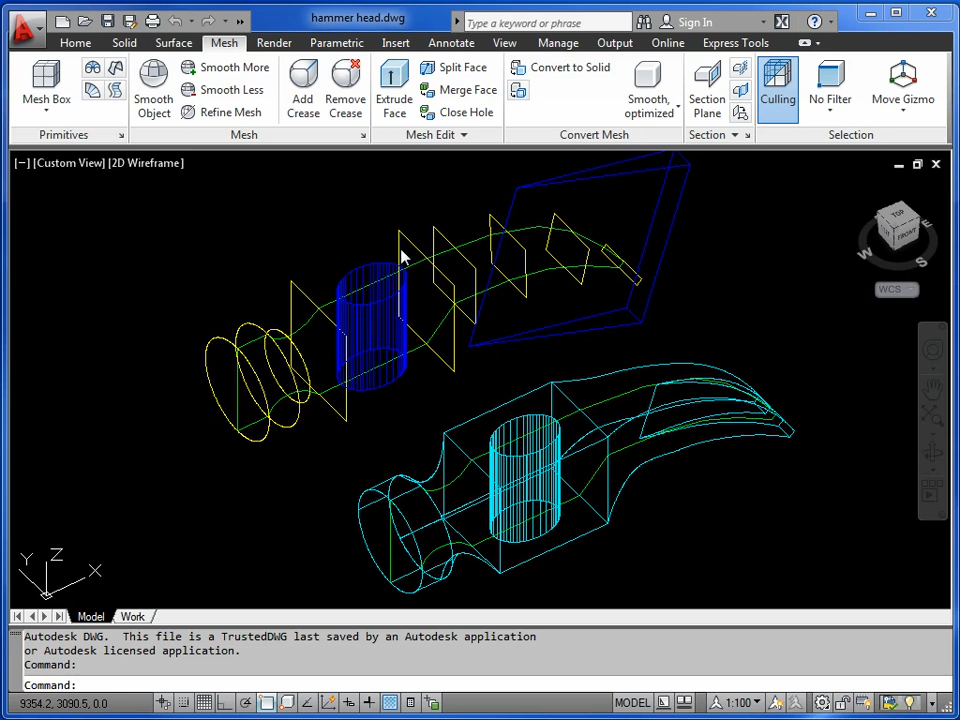 hammer head.dwg
Type a keyword or phrase
Sign In
Home Solid Surface Mesh Render Parametric Insert Annotate View Manage Output Online Express Tools
Mesh Box
Smooth Object
Smooth More
Smooth Less
Refine Mesh
Add Crease
Remove Crease
Extrude Face
Split Face
Merge Face
Close Hole
Convert to Solid
Smooth, optimized
Section Plane
Culling
No Filter
Move Gizmo
Primitives Mesh Mesh Edit Convert Mesh Section Selection
[−] [Custom View] [2D Wireframe]
TOP
FRONT
W
S
E
WCS
Y
Z
X
Model Work
Autodesk DWG. This file is a TrustedDWG last saved by an Autodesk application
or Autodesk licensed application.
Command:
Command:
9354.2, 3090.5, 0.0
MODEL
1:100